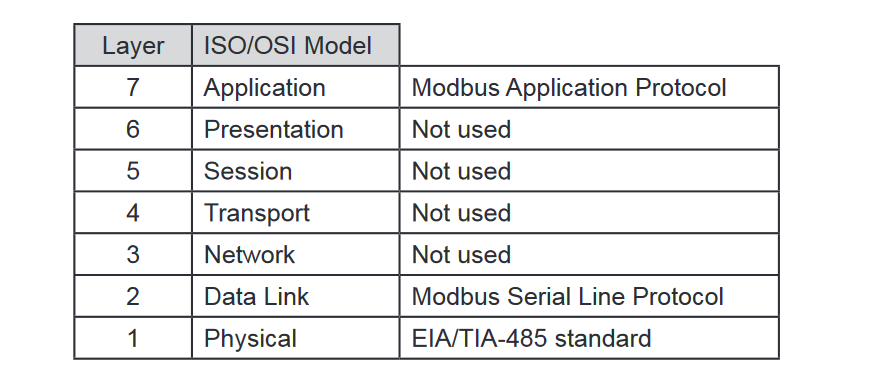 Layer ISO/OSI Model
7 Application Modbus Application Protocol
6 Presentation Not used
5 Session Not used
4 Transport Not used
3 Network Not used
2 Data Link Modbus Serial Line Protocol
1 Physical EIA/TIA-485 standard